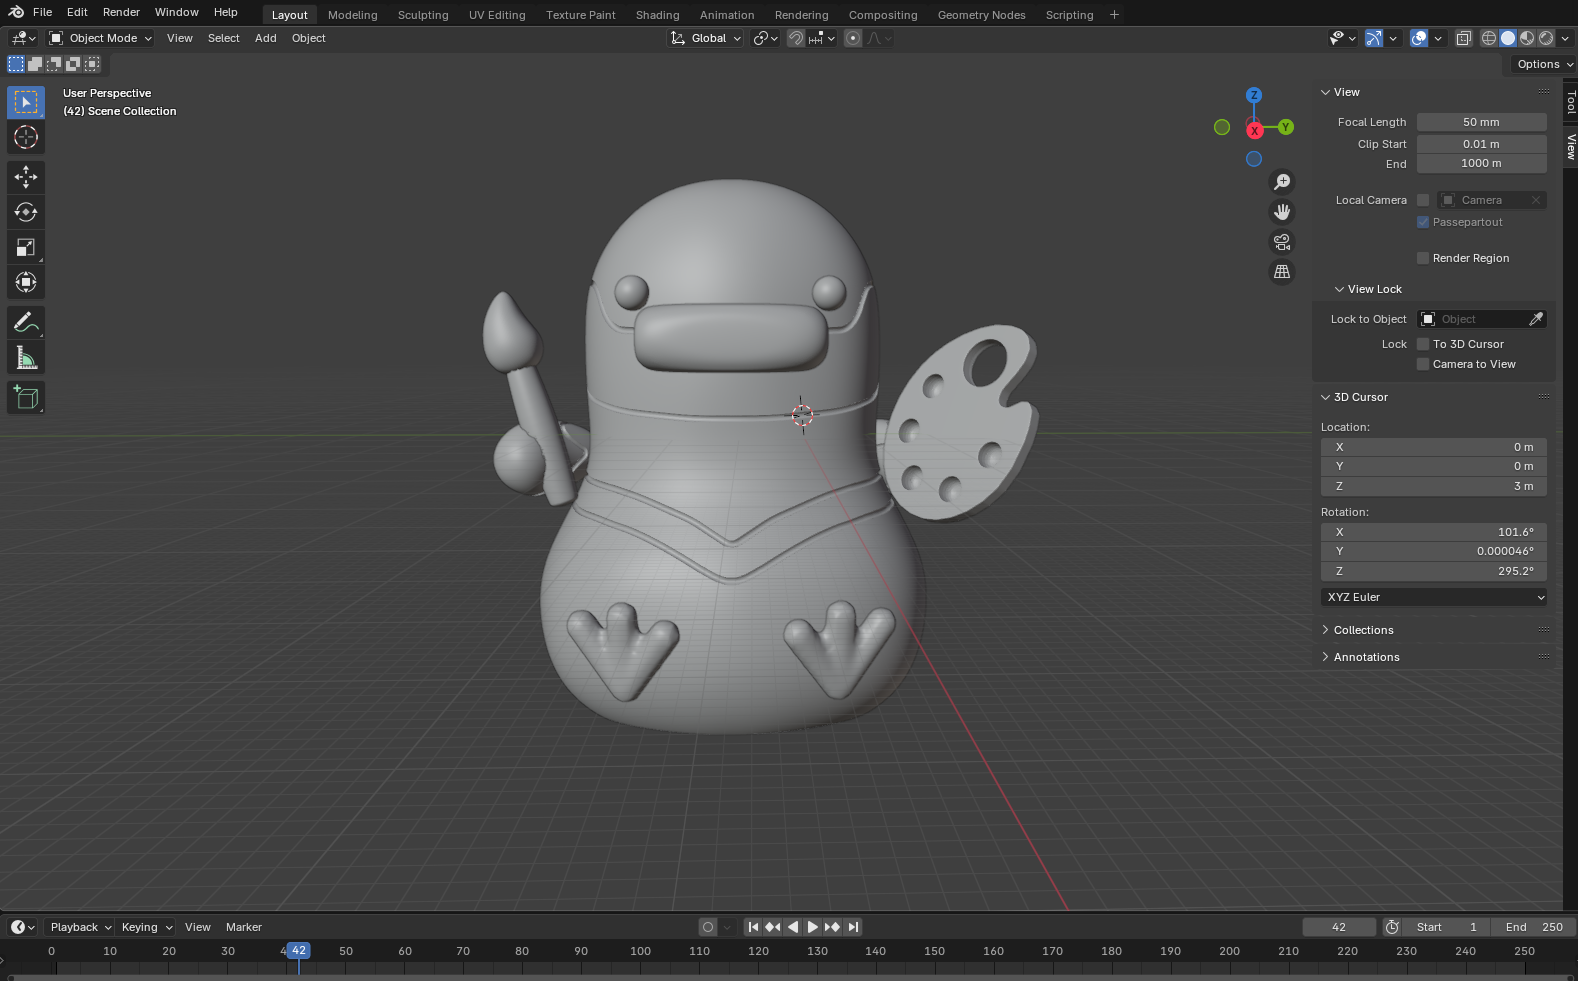 File Edit Render Window Help Layout Modeling Sculpting UV Editing Texture Paint Shading Animation Rendering Compositing Geometry Nodes Scripting +
Object Mode View Select Add Object Global
Options
User Perspective
(42) Scene Collection
Z
Y
X
Tool
View
View
Focal Length 50 mm
Clip Start 0.01 m
End 1000 m
Local Camera Camera
Passepartout
Render Region
View Lock
Lock to Object Object
Lock To 3D Cursor
Camera to View
3D Cursor
Location:
X 0 m
Y 0 m
Z 3 m
Rotation:
X 101.6°
Y 0.000046°
Z 295.2°
XYZ Euler
Collections
Annotations
Playback Keying View Marker 42 Start 1 End 250
0 10 20 30 4 42 50 60 70 80 90 100 110 120 130 140 150 160 170 180 190 200 210 220 230 240 250